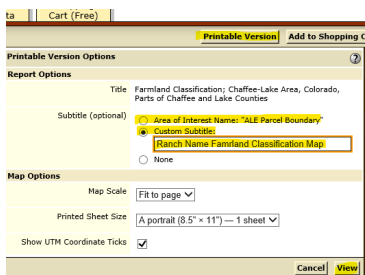 ta Cart (Free)
Printable Version Add to Shopping C
Printable Version Options
Report Options
Title Farmland Classification; Chaffee-Lake Area, Colorado,
Parts of Chaffee and Lake Counties
Subtitle (optional) Area of Interest Name: "ALE Parcel Boundary"
Custom Subtitle:
Ranch Name Famrland Classification Map
None
Map Options
Map Scale Fit to page
Printed Sheet Size A portrait (8.5" × 11") — 1 sheet
Show UTM Coordinate Ticks
Cancel View